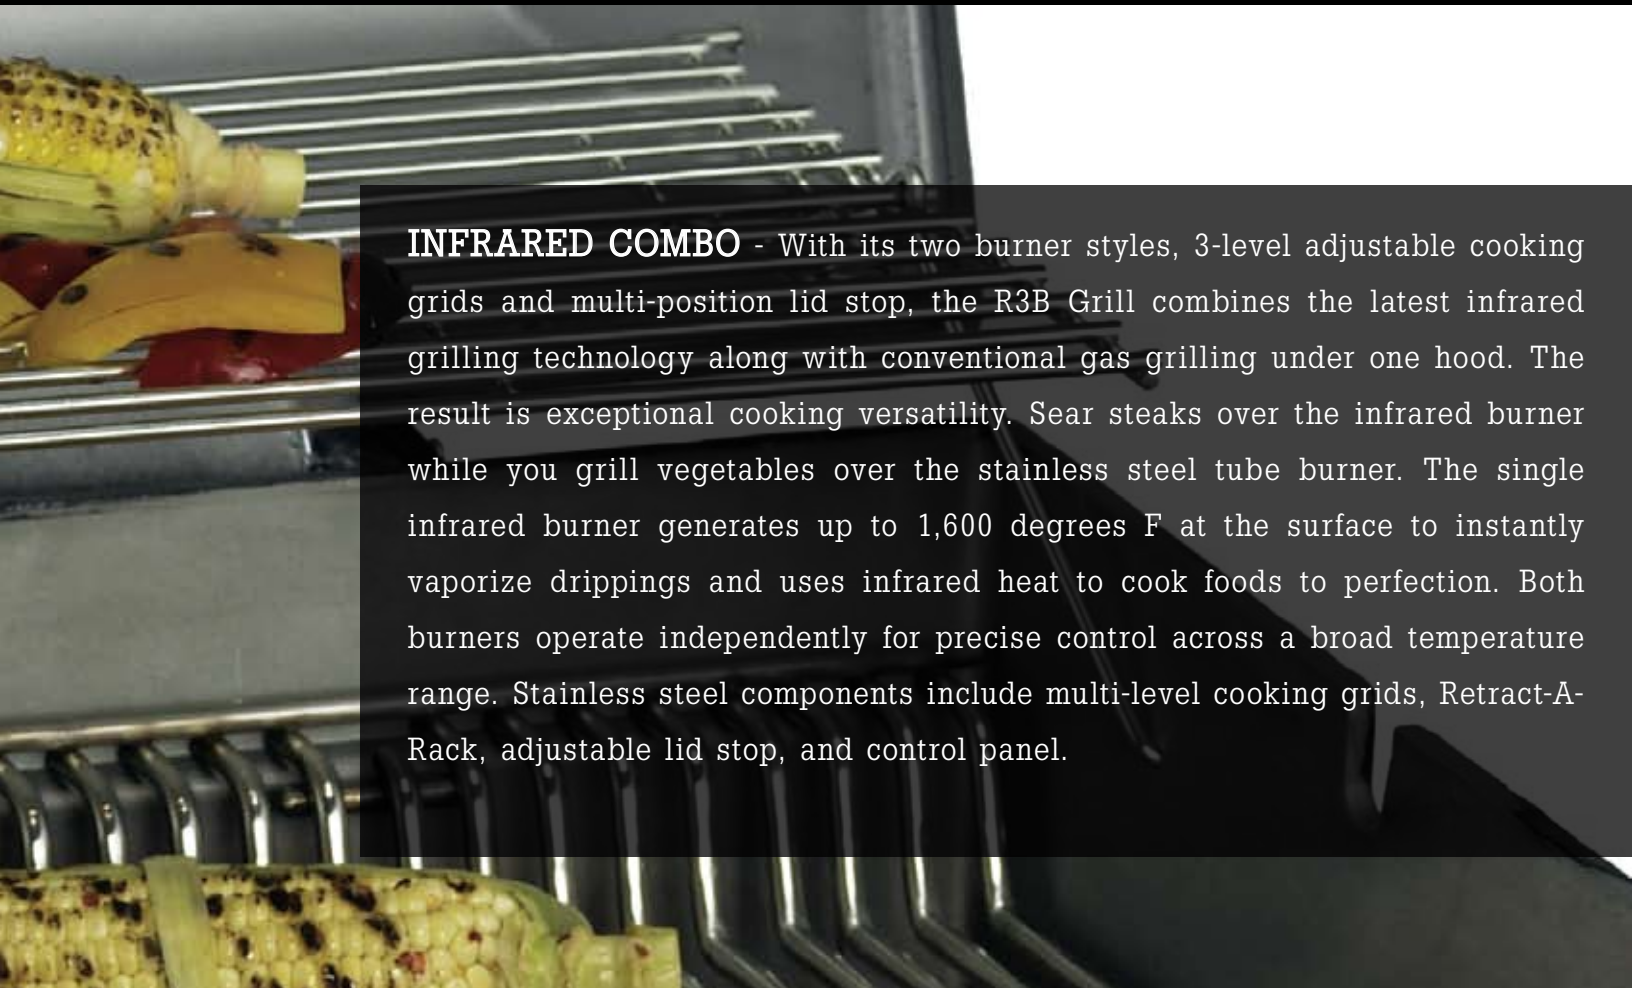 INFRARED COMBO - With its two burner styles, 3-level adjustable cooking
grids and multi-position lid stop, the R3B Grill combines the latest infrared
grilling technology along with conventional gas grilling under one hood. The
result is exceptional cooking versatility. Sear steaks over the infrared burner
while you grill vegetables over the stainless steel tube burner. The single
infrared burner generates up to 1,600 degrees F at the surface to instantly
vaporize drippings and uses infrared heat to cook foods to perfection. Both
burners operate independently for precise control across a broad temperature
range. Stainless steel components include multi-level cooking grids, Retract-A-
Rack, adjustable lid stop, and control panel.